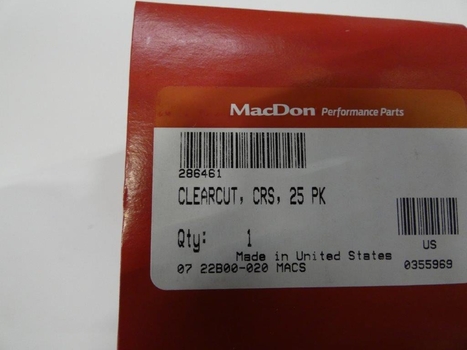 MacDon Performance Parts
286461
CLEARCUT, CRS, 25 PK
Qty: 1
Made in United States
07 22B00-020 MACS
US
0355969